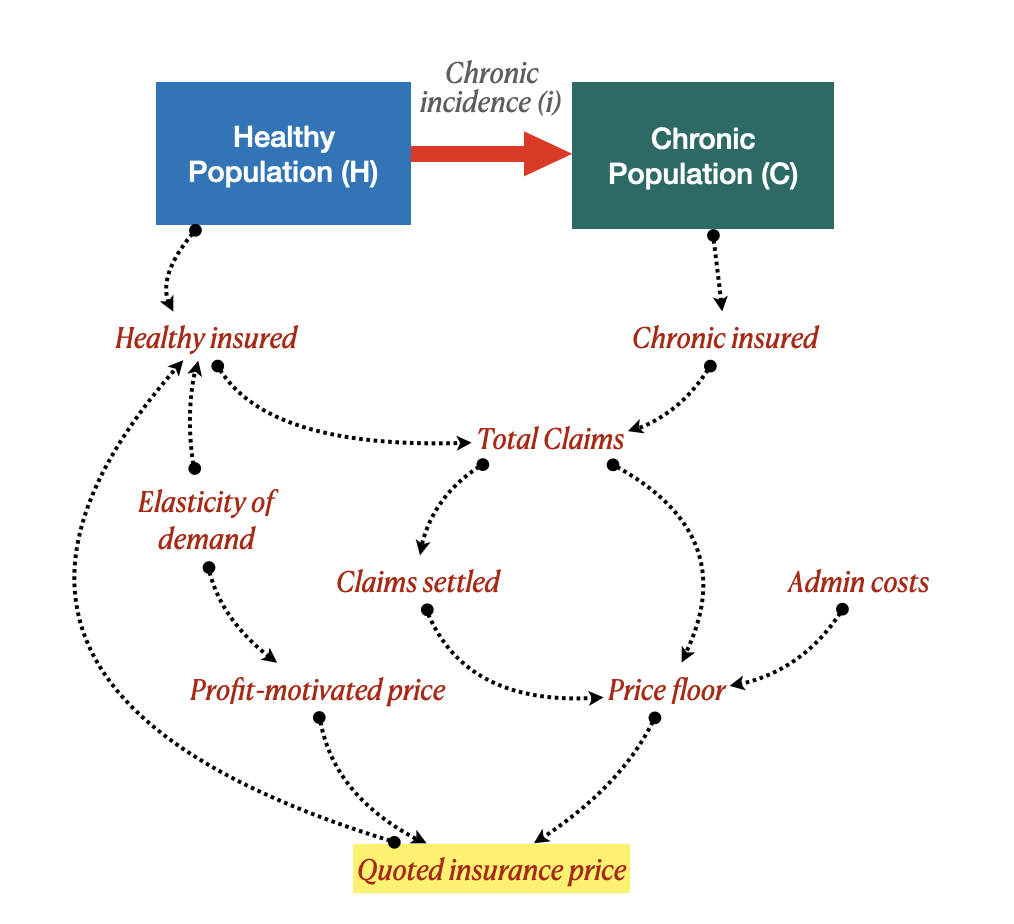 Chronic
incidence (i)
Healthy
Population (H)
Chronic
Population (C)
Healthy insured
Chronic insured
Total Claims
Elasticity of
demand
Claims settled
Admin costs
Profit-motivated price
Price floor
Quoted insurance price